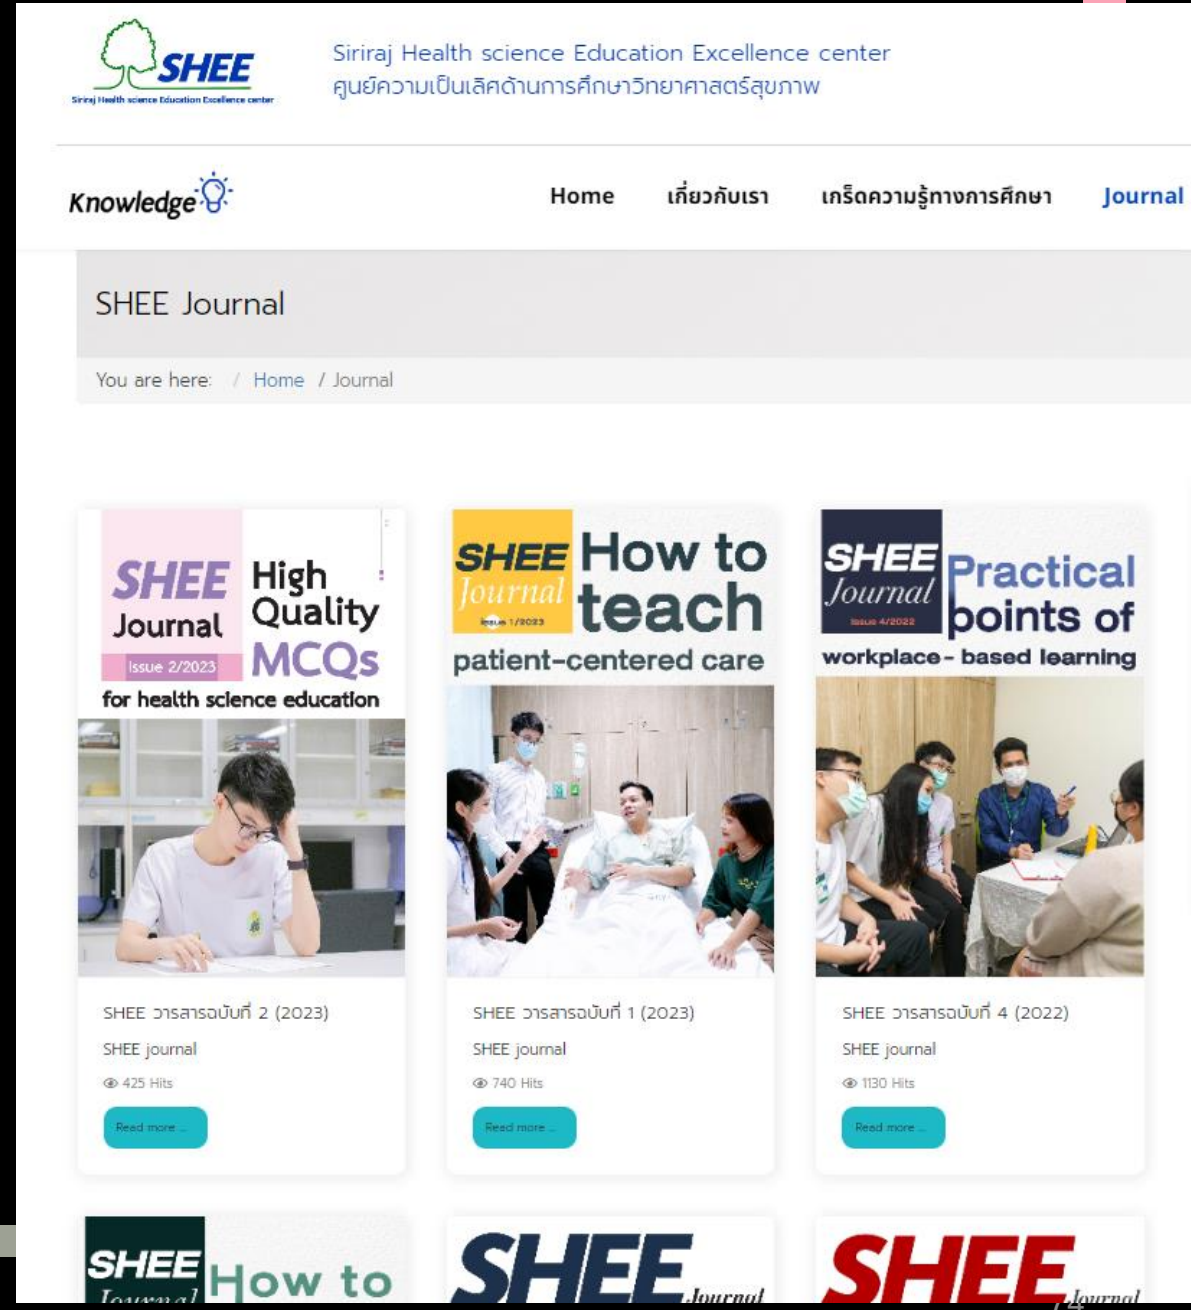 SHEE
Siriraj Health science Education Excellence center
Siriraj Health science Education Excellence center
ศูนย์ความเป็นเลิศด้านการศึกษาวิทยาศาสตร์สุขภาพ
Knowledge
Home เกี่ยวกับเรา เกร็ดความรู้ทางการศึกษา Journal
SHEE Journal
You are here: / Home / Journal
SHEE
Journal
Issue 2/2023
High
Quality
MCQs
for health science education
SHEE
Journal
Issue 1/2023
How to
teach
patient-centered care
SHEE
Journal
Issue 4/2022
Practical
points of
workplace - based learning
SHEE วารสารฉบับที่ 2 (2023)
SHEE journal
425 Hits
Read more ...
SHEE วารสารฉบับที่ 1 (2023)
SHEE journal
740 Hits
Read more ...
SHEE วารสารฉบับที่ 4 (2022)
SHEE journal
1130 Hits
Read more ...
SHEE
Journal
How to
SHEE
Journal
SHEE
Journal